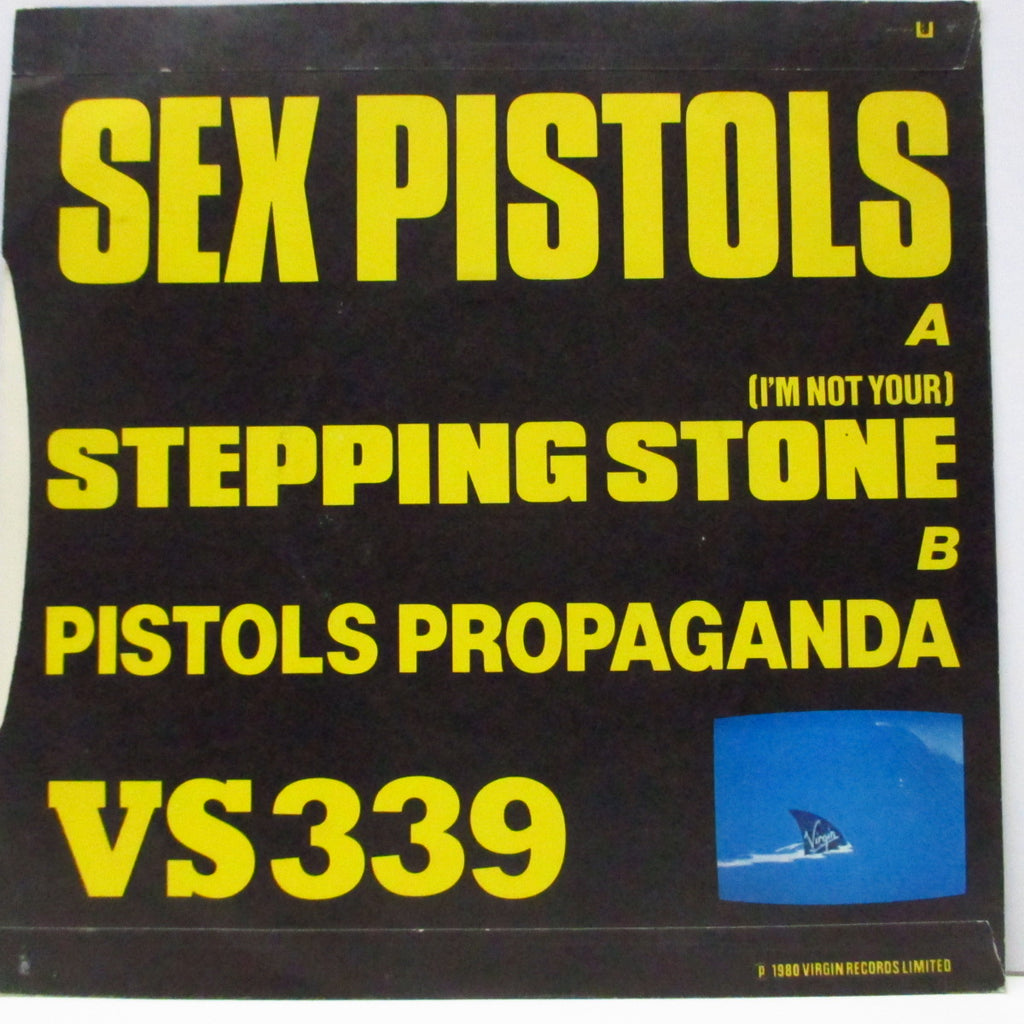 U
SEX PISTOLS
A
(I'M NOT YOUR)
STEPPING STONE
B
PISTOLS PROPAGANDA
Virgin
VS339
℗ 1980 VIRGIN RECORDS LIMITED